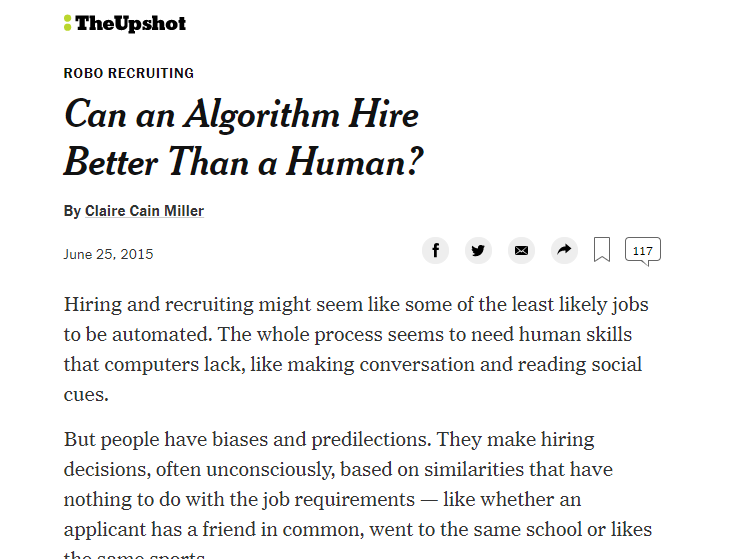 TheUpshot
ROBO RECRUITING
Can an Algorithm Hire
Better Than a Human?
By Claire Cain Miller
June 25, 2015
117
Hiring and recruiting might seem like some of the least likely jobs
to be automated. The whole process seems to need human skills
that computers lack, like making conversation and reading social
cues.
But people have biases and predilections. They make hiring
decisions, often unconsciously, based on similarities that have
nothing to do with the job requirements — like whether an
applicant has a friend in common, went to the same school or likes
the same sports.